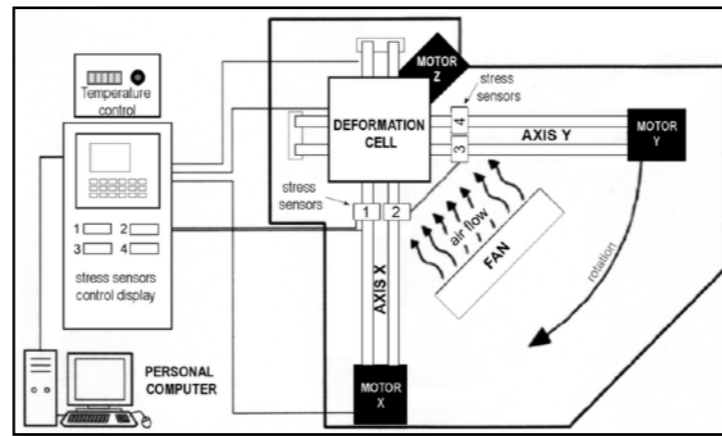 Temperature
control
1
2
3
4
stress sensors
control display
PERSONAL
COMPUTER
MOTOR
Z
stress
sensors
DEFORMATION
CELL
4
3
AXIS Y
MOTOR
Y
stress
sensors
1
2
air flow
FAN
AXIS X
rotation
MOTOR
X